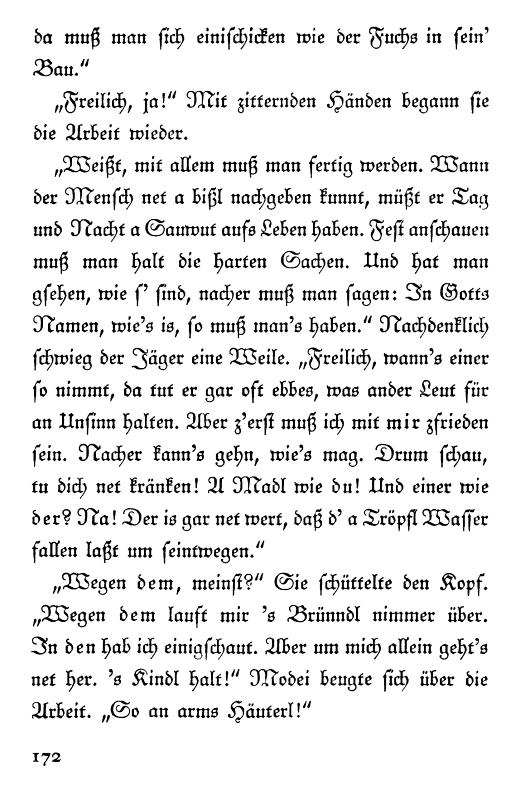 da muß man sich einischicken wie der Fuchs in sein'
Bau.“
„Freilich, ja!“ Mit zitternden Händen begann sie
die Arbeit wieder.
„Weißt, mit allem muß man fertig werden. Wann
der Mensch net a bißl nachgeben kunnt, müßt er Tag
und Nacht a Sauwut aufs Leben haben. Fest anschauen
muß man halt die harten Sachen. Und hat man
gsehen, wie s' sind, nacher muß man sagen: In Gotts
Namen, wie's is, so muß man's haben.“ Nachdenklich
schwieg der Jäger eine Weile. „Freilich, wann's einer
so nimmt, da tut er gar oft ebbes, was ander Leut für
an Unsinn halten. Aber z'erst muß ich mit mir zfrieden
sein. Nacher kann's gehn, wie's mag. Drum schau,
tu dich net kränken! A Madl wie du! Und einer wie
der? Na! Der is gar net wert, daß d' a Tröpfl Wasser
fallen laßt um seintwegen.“
„Wegen dem, meinst?“ Sie schüttelte den Kopf.
„Wegen dem lauft mir 's Brünndl nimmer über.
In den hab ich einigschaut. Aber um mich allein geht's
net her. 's Kindl halt!“ Modei beugte sich über die
Arbeit. „So an arms Häuterl!“
172